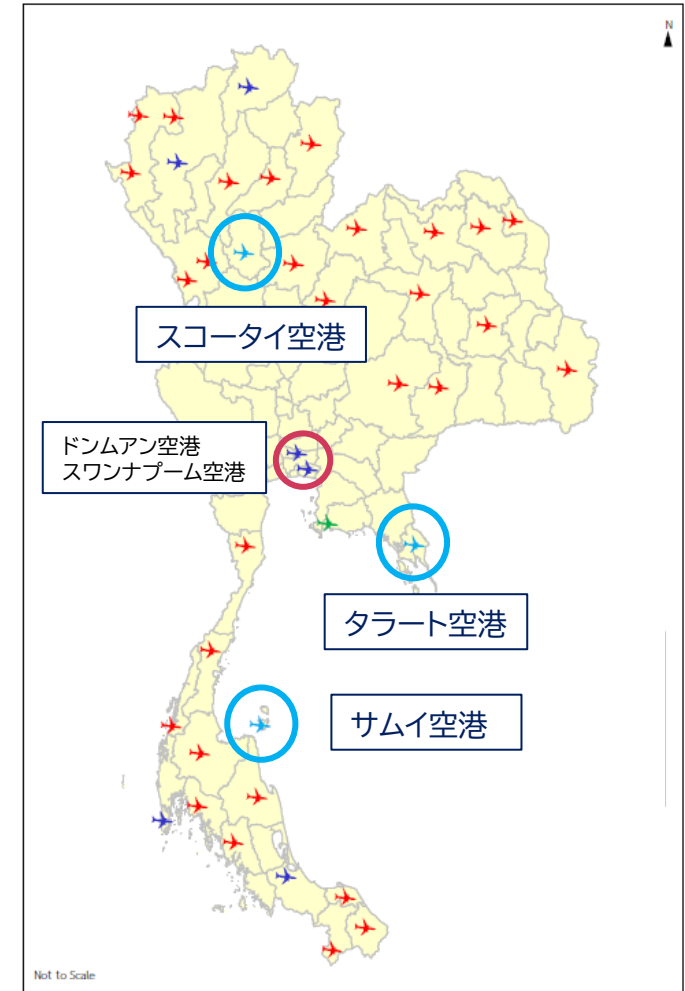 N
スコータイ空港
ドンムアン空港
スワンナプーム空港
タラート空港
サムイ空港
Not to Scale